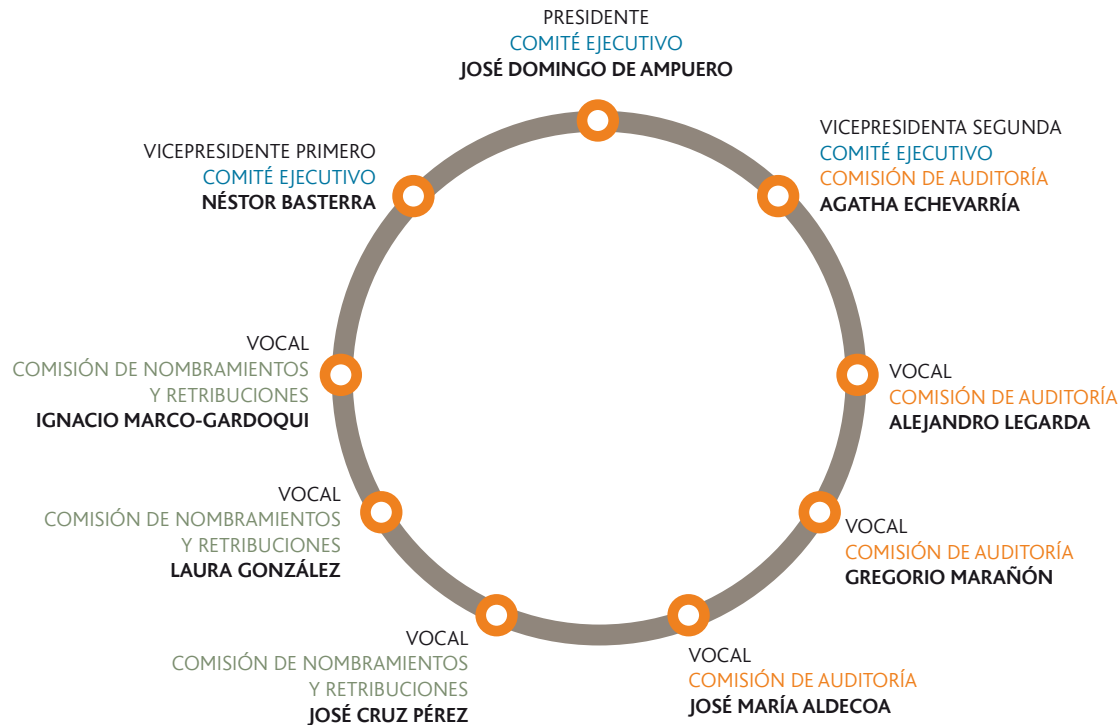 PRESIDENTE
COMITÉ EJECUTIVO
JOSÉ DOMINGO DE AMPUERO
VICEPRESIDENTA SEGUNDA
COMITÉ EJECUTIVO
COMISIÓN DE AUDITORÍA
AGATHA ECHEVARRÍA
VICEPRESIDENTE PRIMERO
COMITÉ EJECUTIVO
NÉSTOR BASTERRA
VOCAL
COMISIÓN DE NOMBRAMIENTOS
Y RETRIBUCIONES
IGNACIO MARCO-GARDOQUI
VOCAL
COMISIÓN DE AUDITORÍA
ALEJANDRO LEGARDA
VOCAL
COMISIÓN DE NOMBRAMIENTOS
Y RETRIBUCIONES
LAURA GONZÁLEZ
VOCAL
COMISIÓN DE AUDITORÍA
GREGORIO MARAÑÓN
VOCAL
COMISIÓN DE NOMBRAMIENTOS
Y RETRIBUCIONES
JOSÉ CRUZ PÉREZ
VOCAL
COMISIÓN DE AUDITORÍA
JOSÉ MARÍA ALDECOA